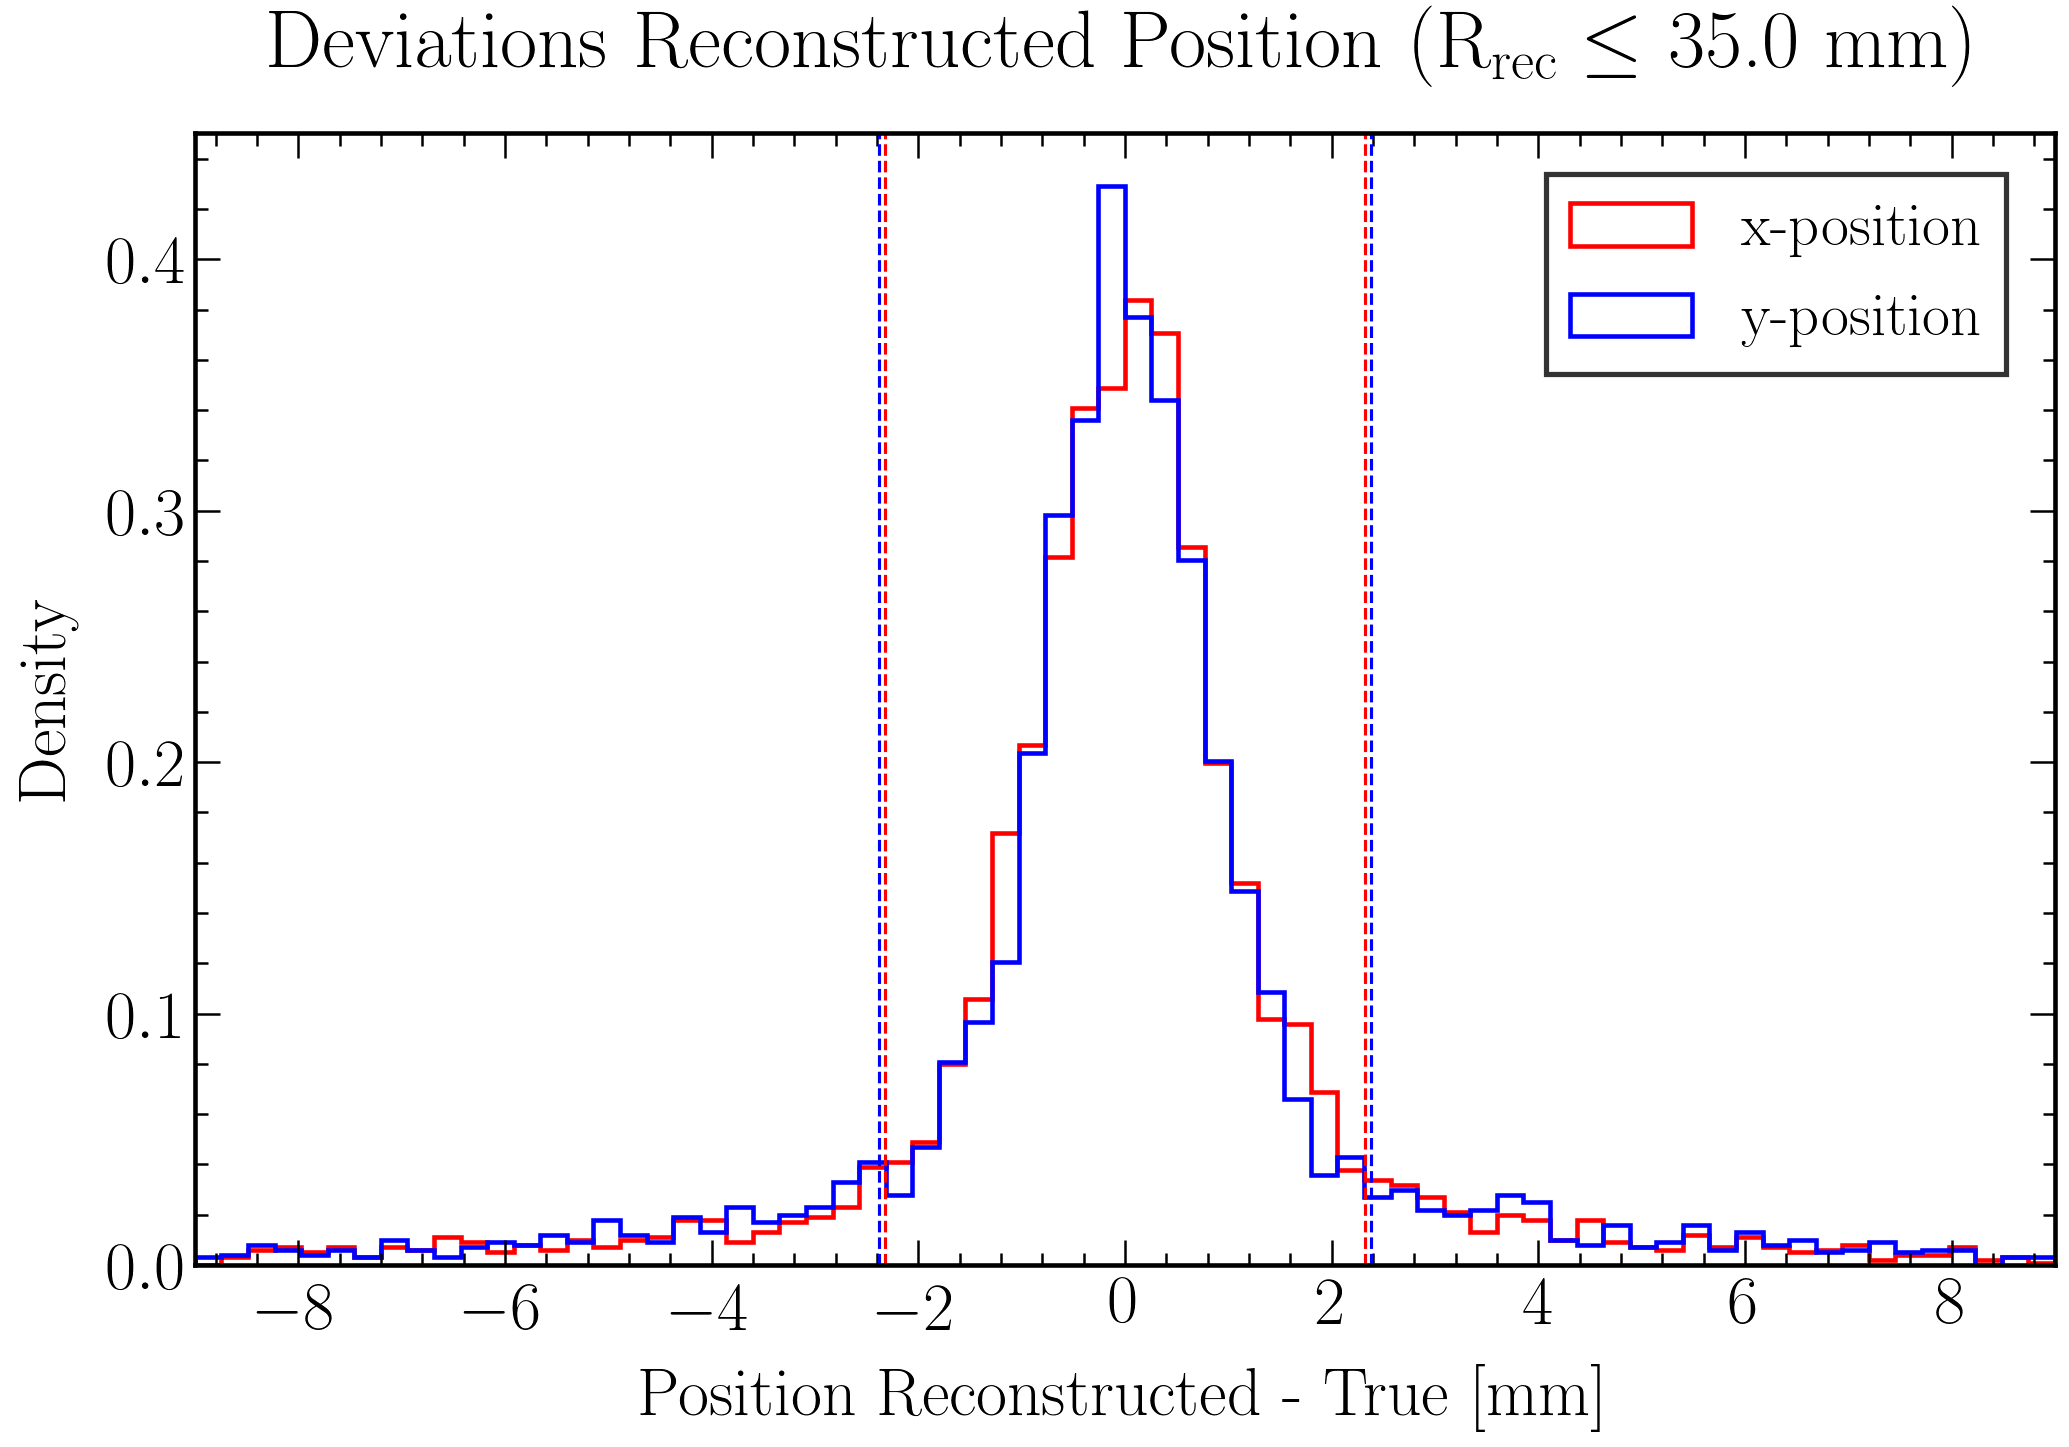 Deviations Reconstructed Position (R_rec ≤ 35.0 mm)
x-position
y-position
0.4
0.3
0.2
0.1
0.0
Density
−8 −6 −4 −2 0 2 4 6 8
Position Reconstructed - True [mm]